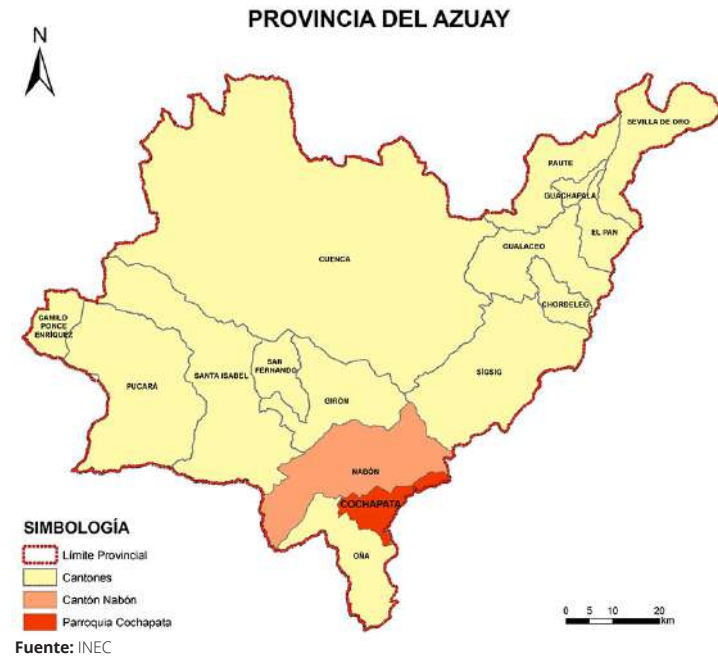 PROVINCIA DEL AZUAY
N
SEVILLA DE ORO
PAUTE
GUACHAPALA
EL PAN
GUALACEO
CUENCA
CHORDELEG
CAMILO
PONCE
ENRÍQUEZ
SAN
FERNANDO
SÍGSIG
SANTA ISABEL
PUCARÁ
GIRÓN
NABÓN
COCHAPATA
OÑA
SIMBOLOGÍA
Límite Provincial
Cantones
Cantón Nabón
Parroquia Cochapata
0 5 10 20
km
Fuente: INEC